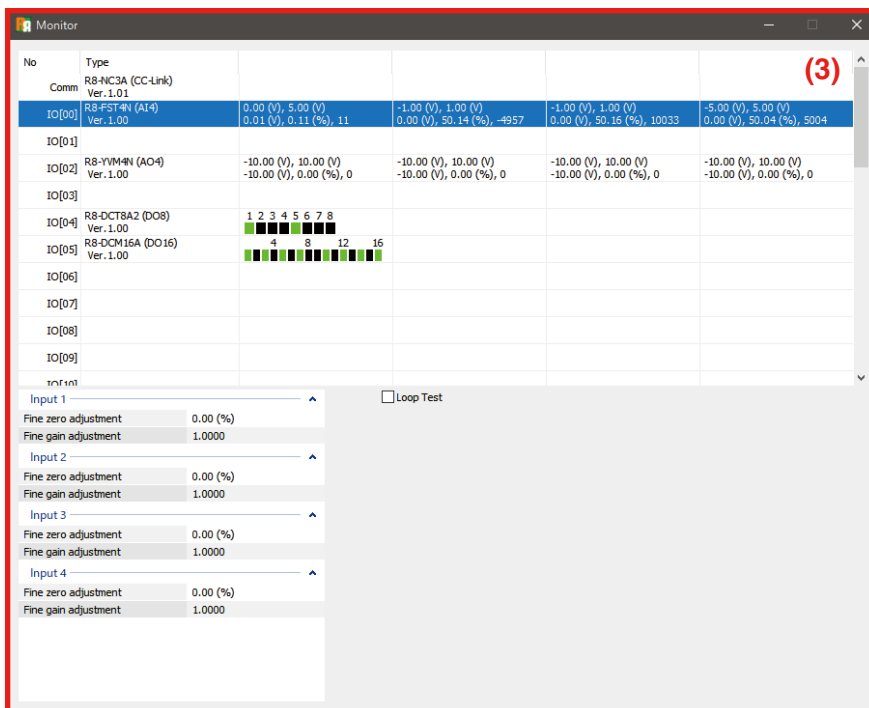 Monitor
No Type
(3)
Comm R8-NC3A (CC-Link)
Ver.1.01
IO[00] R8-FST4N (AI4) 0.00 (V), 5.00 (V) -1.00 (V), 1.00 (V) -1.00 (V), 1.00 (V) -5.00 (V), 5.00 (V)
Ver.1.00 0.01 (V), 0.11 (%), 11 0.00 (V), 50.14 (%), -4957 0.00 (V), 50.16 (%), 10033 0.00 (V), 50.04 (%), 5004
IO[01]
IO[02] R8-YVM4N (AO4) -10.00 (V), 10.00 (V) -10.00 (V), 10.00 (V) -10.00 (V), 10.00 (V) -10.00 (V), 10.00 (V)
Ver.1.00 -10.00 (V), 0.00 (%), 0 -10.00 (V), 0.00 (%), 0 -10.00 (V), 0.00 (%), 0 -10.00 (V), 0.00 (%), 0
IO[03]
IO[04] R8-DCT8A2 (DO8) 1 2 3 4 5 6 7 8
Ver.1.00
IO[05] R8-DCM16A (DO16) 4 8 12 16
Ver.1.00
IO[06]
IO[07]
IO[08]
IO[09]
IO[10]
Input 1
Fine zero adjustment 0.00 (%)
Fine gain adjustment 1.0000
Input 2
Fine zero adjustment 0.00 (%)
Fine gain adjustment 1.0000
Input 3
Fine zero adjustment 0.00 (%)
Fine gain adjustment 1.0000
Input 4
Fine zero adjustment 0.00 (%)
Fine gain adjustment 1.0000
Loop Test